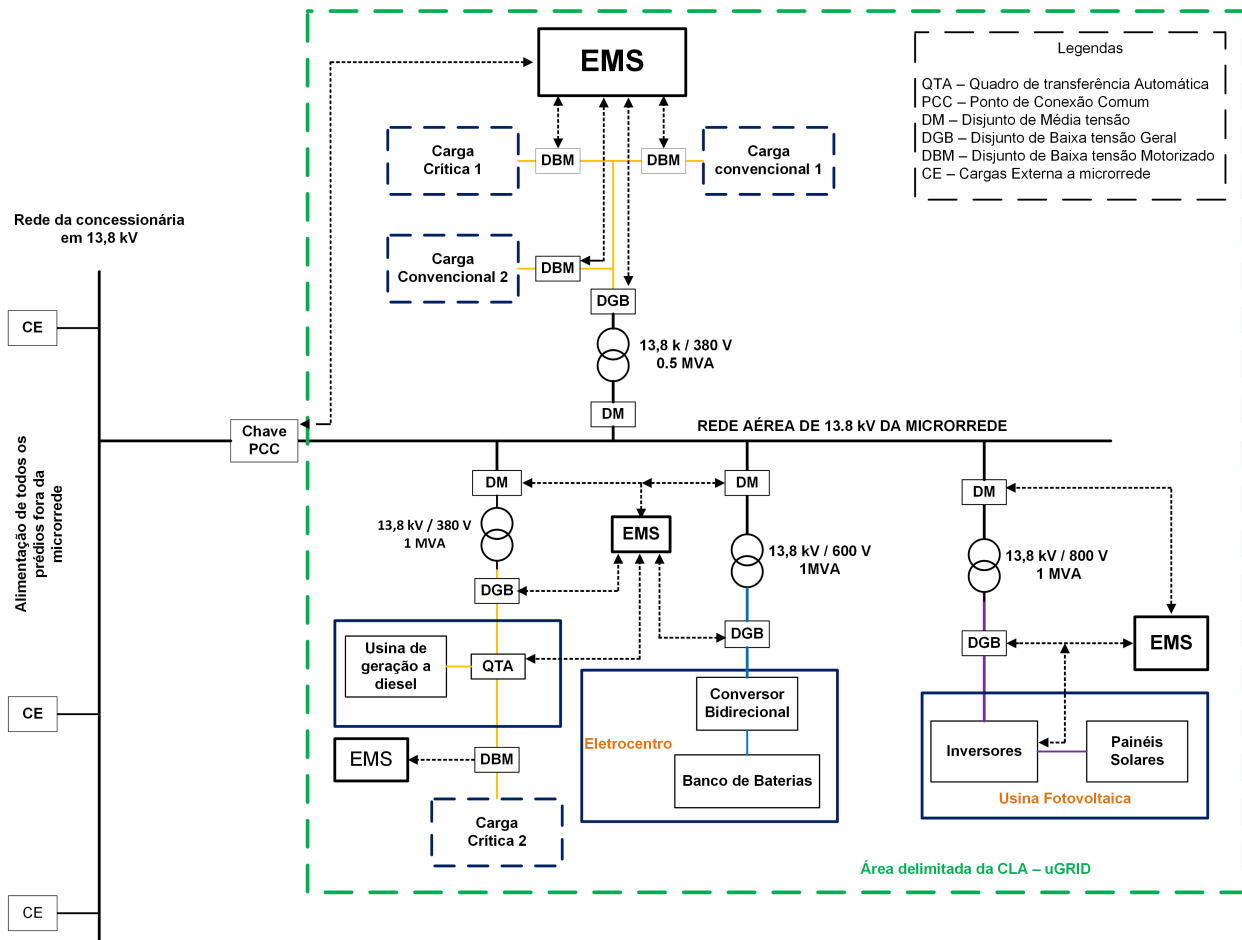 EMS
Legendas
QTA – Quadro de transferência Automática
PCC – Ponto de Conexão Comum
DM – Disjunto de Média tensão
DGB – Disjunto de Baixa tensão Geral
DBM – Disjunto de Baixa tensão Motorizado
CE – Cargas Externa a microrrede
Carga
Crítica 1
DBM
DBM
Carga
convencional 1
Rede da concessionária
em 13,8 kV
Carga
Convencional 2
DBM
DGB
CE
13,8 k / 380 V
0.5 MVA
DM
Chave
PCC
REDE AÉREA DE 13.8 kV DA MICRORREDE
Alimentação de todos os
prédios fora da
microrrede
DM
DM
DM
13,8 kV / 380 V
1 MVA
EMS
13,8 kV / 600 V
1MVA
13,8 kV / 800 V
1 MVA
DGB
DGB
DGB
EMS
Usina de
geração a
diesel
QTA
CE
Conversor
Bidirecional
Eletrocentro
Banco de Baterias
Inversores
Painéis
Solares
Usina Fotovoltaica
EMS
DBM
Carga
Crítica 2
Área delimitada da CLA – uGRID
CE